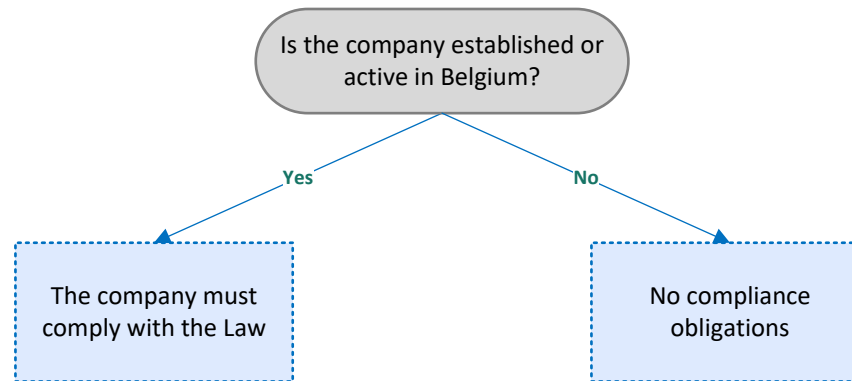 Is the company established or
active in Belgium?
Yes
No
The company must
comply with the Law
No compliance
obligations